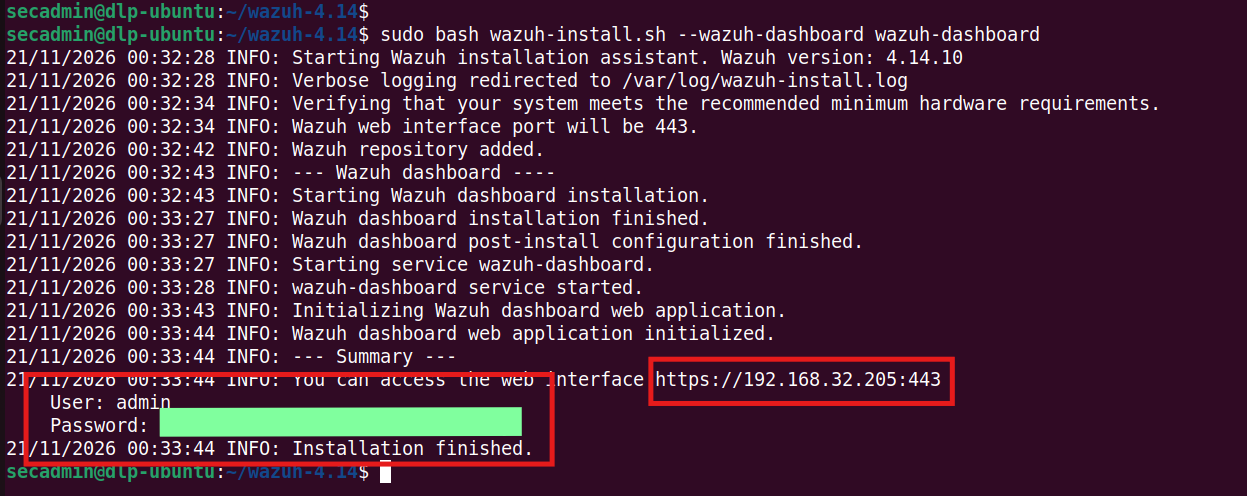 secadmin@dlp-ubuntu:~/wazuh-4.14$
secadmin@dlp-ubuntu:~/wazuh-4.14$ sudo bash wazuh-install.sh --wazuh-dashboard wazuh-dashboard
21/11/2026 00:32:28 INFO: Starting Wazuh installation assistant. Wazuh version: 4.14.10
21/11/2026 00:32:28 INFO: Verbose logging redirected to /var/log/wazuh-install.log
21/11/2026 00:32:34 INFO: Verifying that your system meets the recommended minimum hardware requirements.
21/11/2026 00:32:34 INFO: Wazuh web interface port will be 443.
21/11/2026 00:32:42 INFO: Wazuh repository added.
21/11/2026 00:32:43 INFO: --- Wazuh dashboard ----
21/11/2026 00:32:43 INFO: Starting Wazuh dashboard installation.
21/11/2026 00:33:27 INFO: Wazuh dashboard installation finished.
21/11/2026 00:33:27 INFO: Wazuh dashboard post-install configuration finished.
21/11/2026 00:33:27 INFO: Starting service wazuh-dashboard.
21/11/2026 00:33:28 INFO: wazuh-dashboard service started.
21/11/2026 00:33:43 INFO: Initializing Wazuh dashboard web application.
21/11/2026 00:33:44 INFO: Wazuh dashboard web application initialized.
21/11/2026 00:33:44 INFO: --- Summary ---
21/11/2026 00:33:44 INFO: You can access the web interface https://192.168.32.205:443
User: admin
Password:
21/11/2026 00:33:44 INFO: Installation finished.
secadmin@dlp-ubuntu:~/wazuh-4.14$